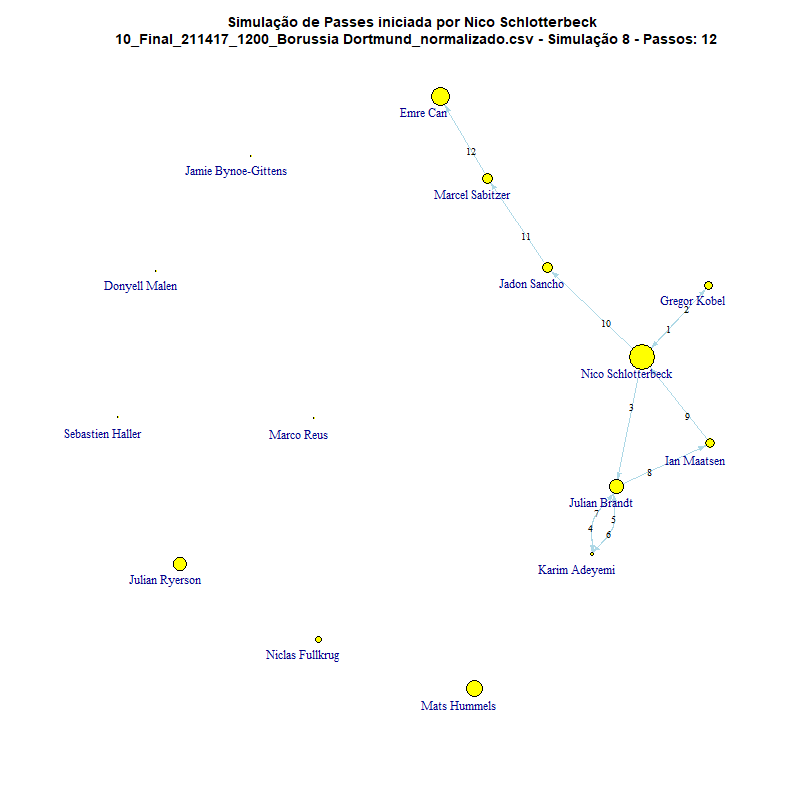 Simulação de Passes iniciada por Nico Schlotterbeck
10_Final_211417_1200_Borussia Dortmund_normalizado.csv - Simulação 8 - Passos: 12
Emre Can
12
Jamie Bynoe-Gittens
Marcel Sabitzer
11
Donyell Malen
Jadon Sancho
Gregor Kobel
2
10
1
Nico Schlotterbeck
3
9
Sebastien Haller
Marco Reus
Ian Maatsen
8
Julian Brandt
7
5
4
6
Karim Adeyemi
Julian Ryerson
Niclas Fullkrug
Mats Hummels